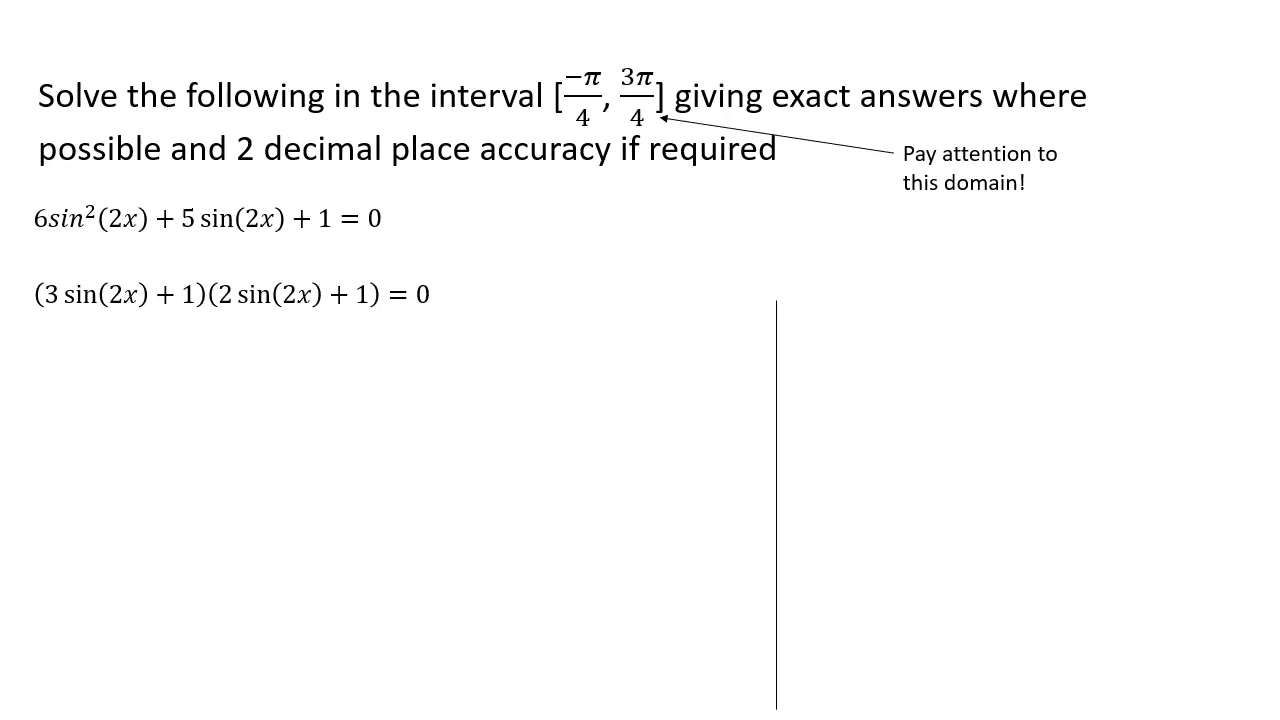 Solve the following in the interval [−π/4, 3π/4] giving exact answers where
possible and 2 decimal place accuracy if required
Pay attention to
this domain!
6sin²(2x) + 5 sin(2x) + 1 = 0
(3 sin(2x) + 1)(2 sin(2x) + 1) = 0